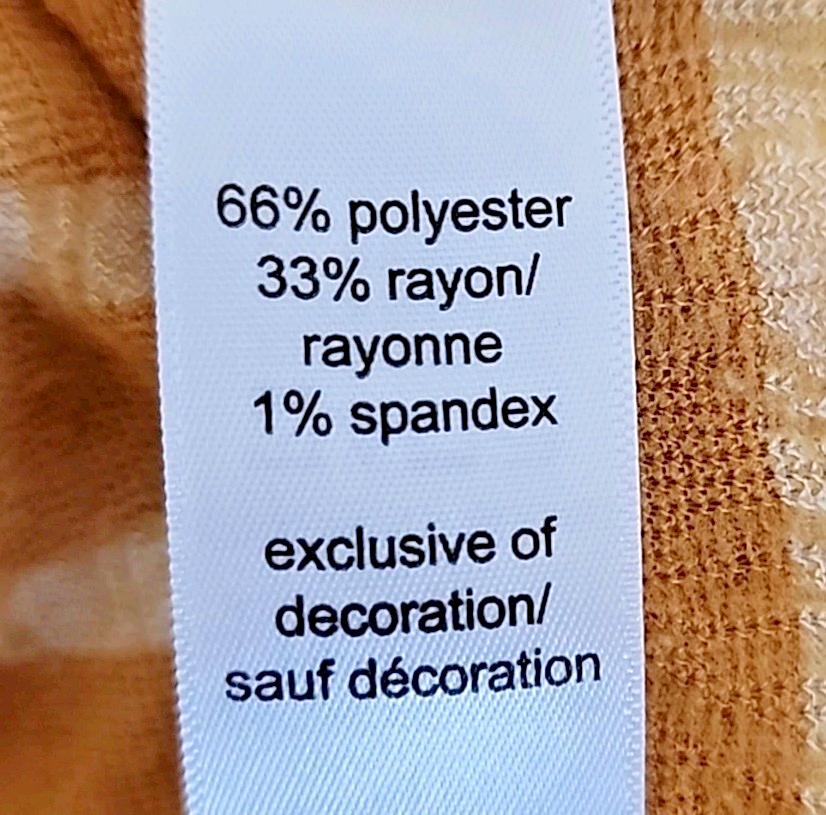 66% polyester
33% rayon/
rayonne
1% spandex
exclusive of
decoration/
sauf décoration